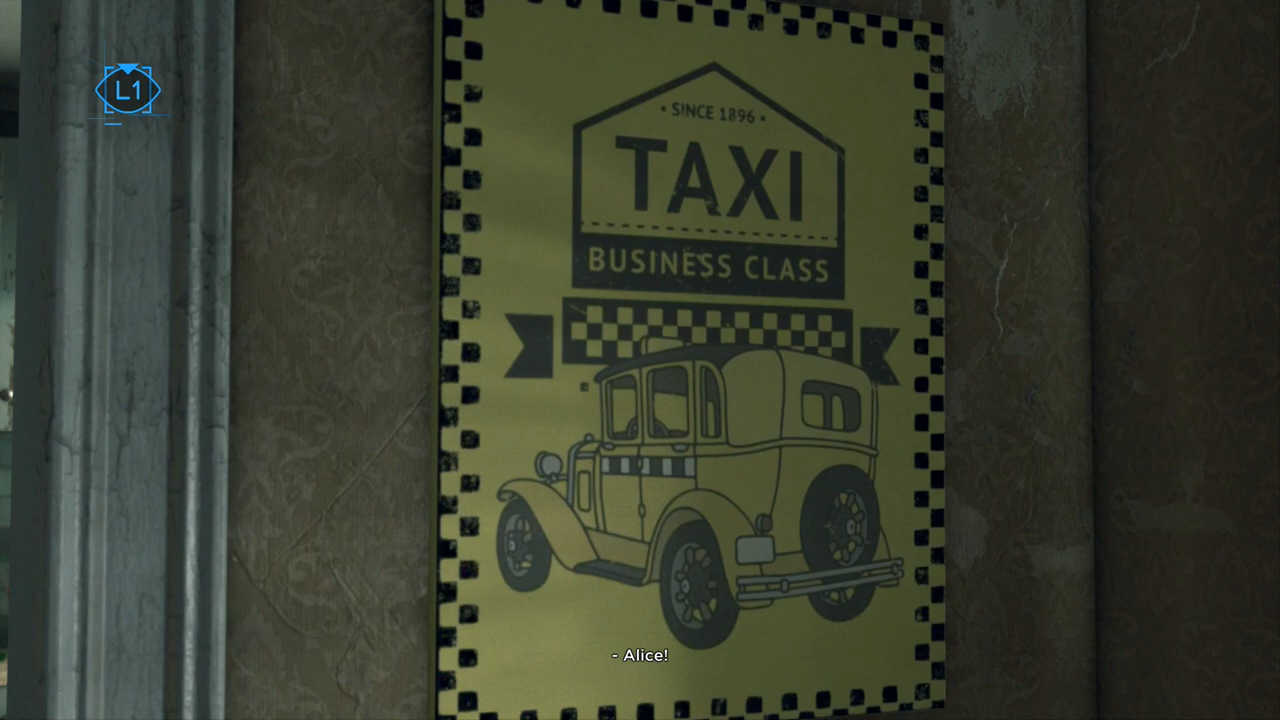 L1
• SINCE 1896 •
TAXI
BUSINESS CLASS
- Alice!